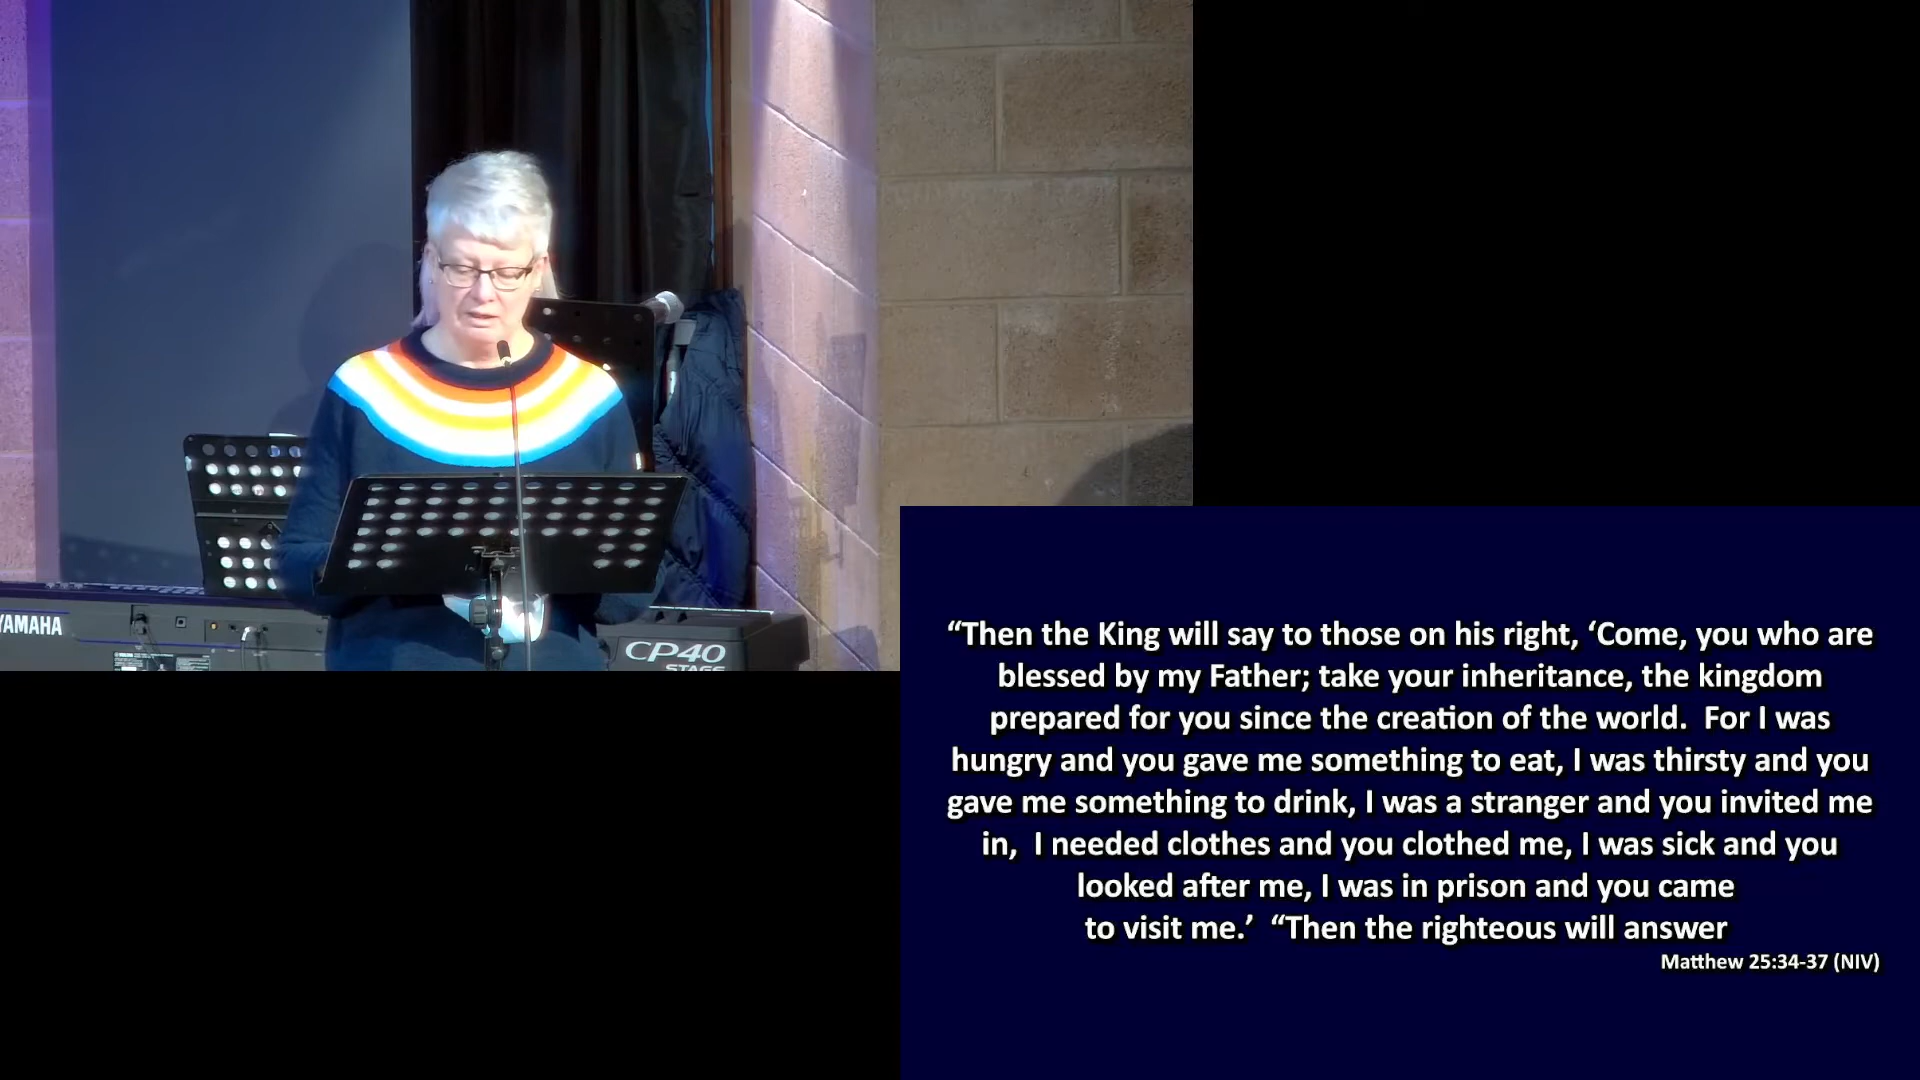 YAMAHA
CP40
STAGE
“Then the King will say to those on his right, ‘Come, you who are
blessed by my Father; take your inheritance, the kingdom
prepared for you since the creation of the world.  For I was
hungry and you gave me something to eat, I was thirsty and you
gave me something to drink, I was a stranger and you invited me
in,  I needed clothes and you clothed me, I was sick and you
looked after me, I was in prison and you came
to visit me.’  “Then the righteous will answer
Matthew 25:34-37 (NIV)